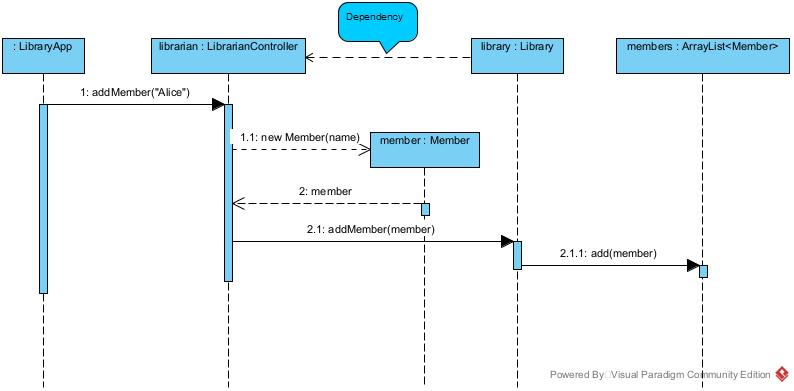 Dependency
: LibraryApp
librarian : LibrarianController
library : Library
members : ArrayList<Member>
1: addMember("Alice")
1.1: new Member(name)
member : Member
2: member
2.1: addMember(member)
2.1.1: add(member)
Powered By Visual Paradigm Community Edition